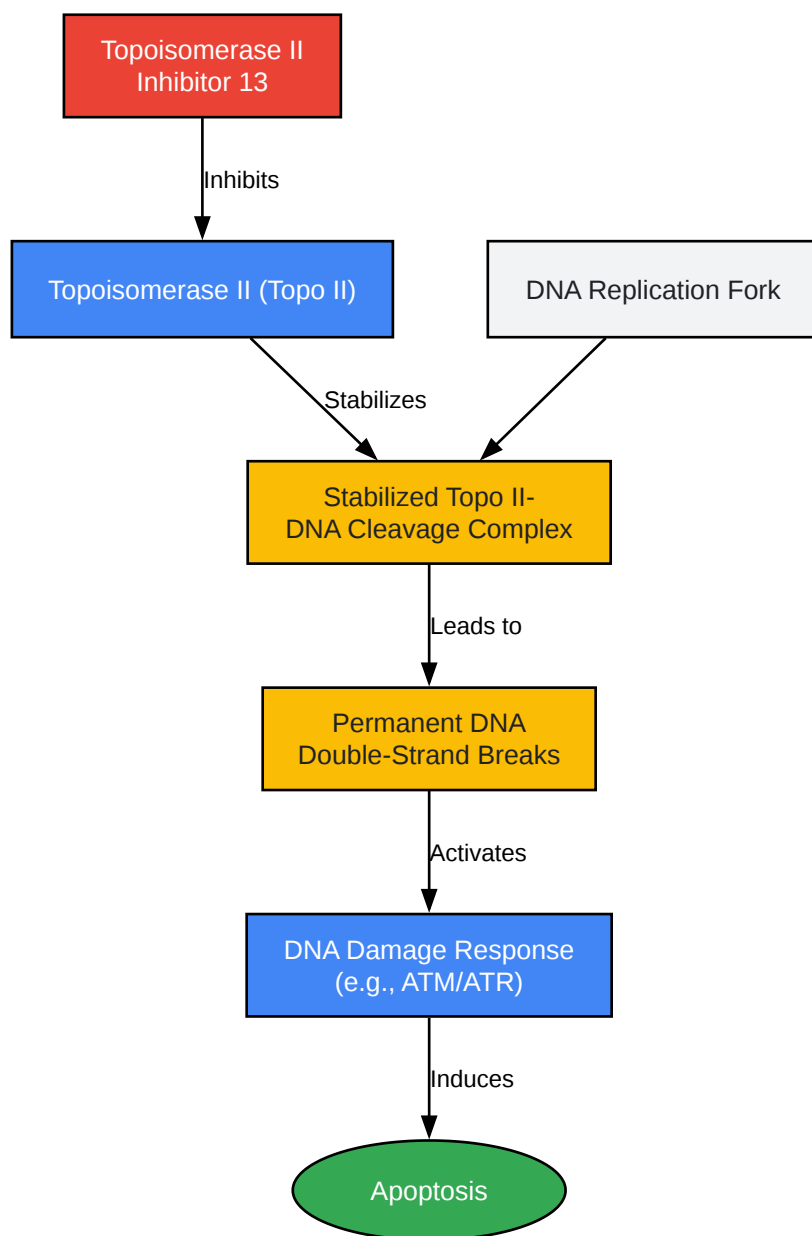 Topoisomerase II
Inhibitor 13
Inhibits
Topoisomerase II (Topo II)
DNA Replication Fork
Stabilizes
Stabilized Topo II-
DNA Cleavage Complex
Leads to
Permanent DNA
Double-Strand Breaks
Activates
DNA Damage Response
(e.g., ATM/ATR)
Induces
Apoptosis